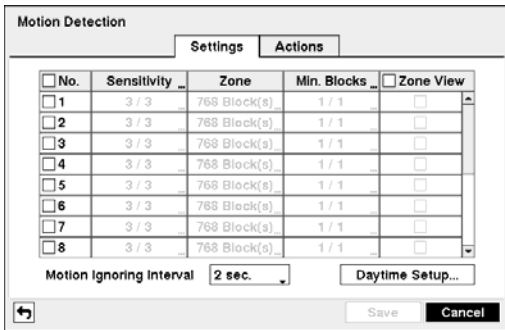 Motion Detection
Settings Actions
No. Sensitivity ... Zone Min. Blocks ... Zone View
1 3 / 3 ... 768 Block(s) ... 1 / 1 ...
2 3 / 3 ... 768 Block(s) ... 1 / 1 ...
3 3 / 3 ... 768 Block(s) ... 1 / 1 ...
4 3 / 3 ... 768 Block(s) ... 1 / 1 ...
5 3 / 3 ... 768 Block(s) ... 1 / 1 ...
6 3 / 3 ... 768 Block(s) ... 1 / 1 ...
7 3 / 3 ... 768 Block(s) ... 1 / 1 ...
8 3 / 3 ... 768 Block(s) ... 1 / 1 ...
Motion Ignoring Interval 2 sec. Daytime Setup...
Save Cancel